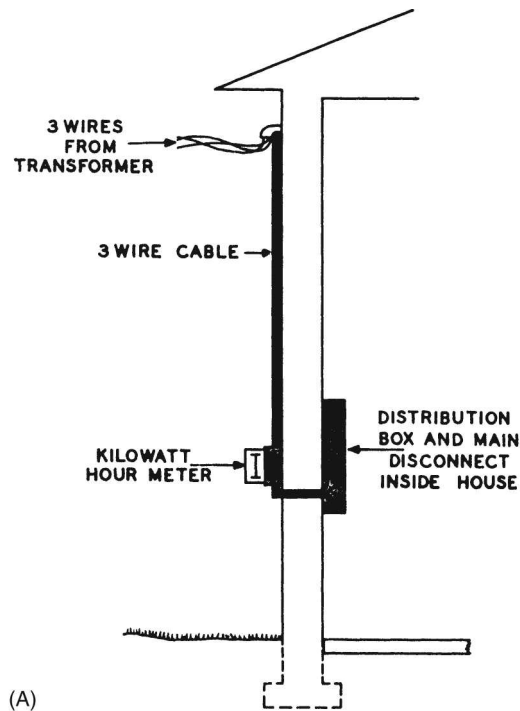 3 WIRES
FROM
TRANSFORMER
3 WIRE CABLE
KILOWATT
HOUR METER
DISTRIBUTION
BOX AND MAIN
DISCONNECT
INSIDE HOUSE
(A)